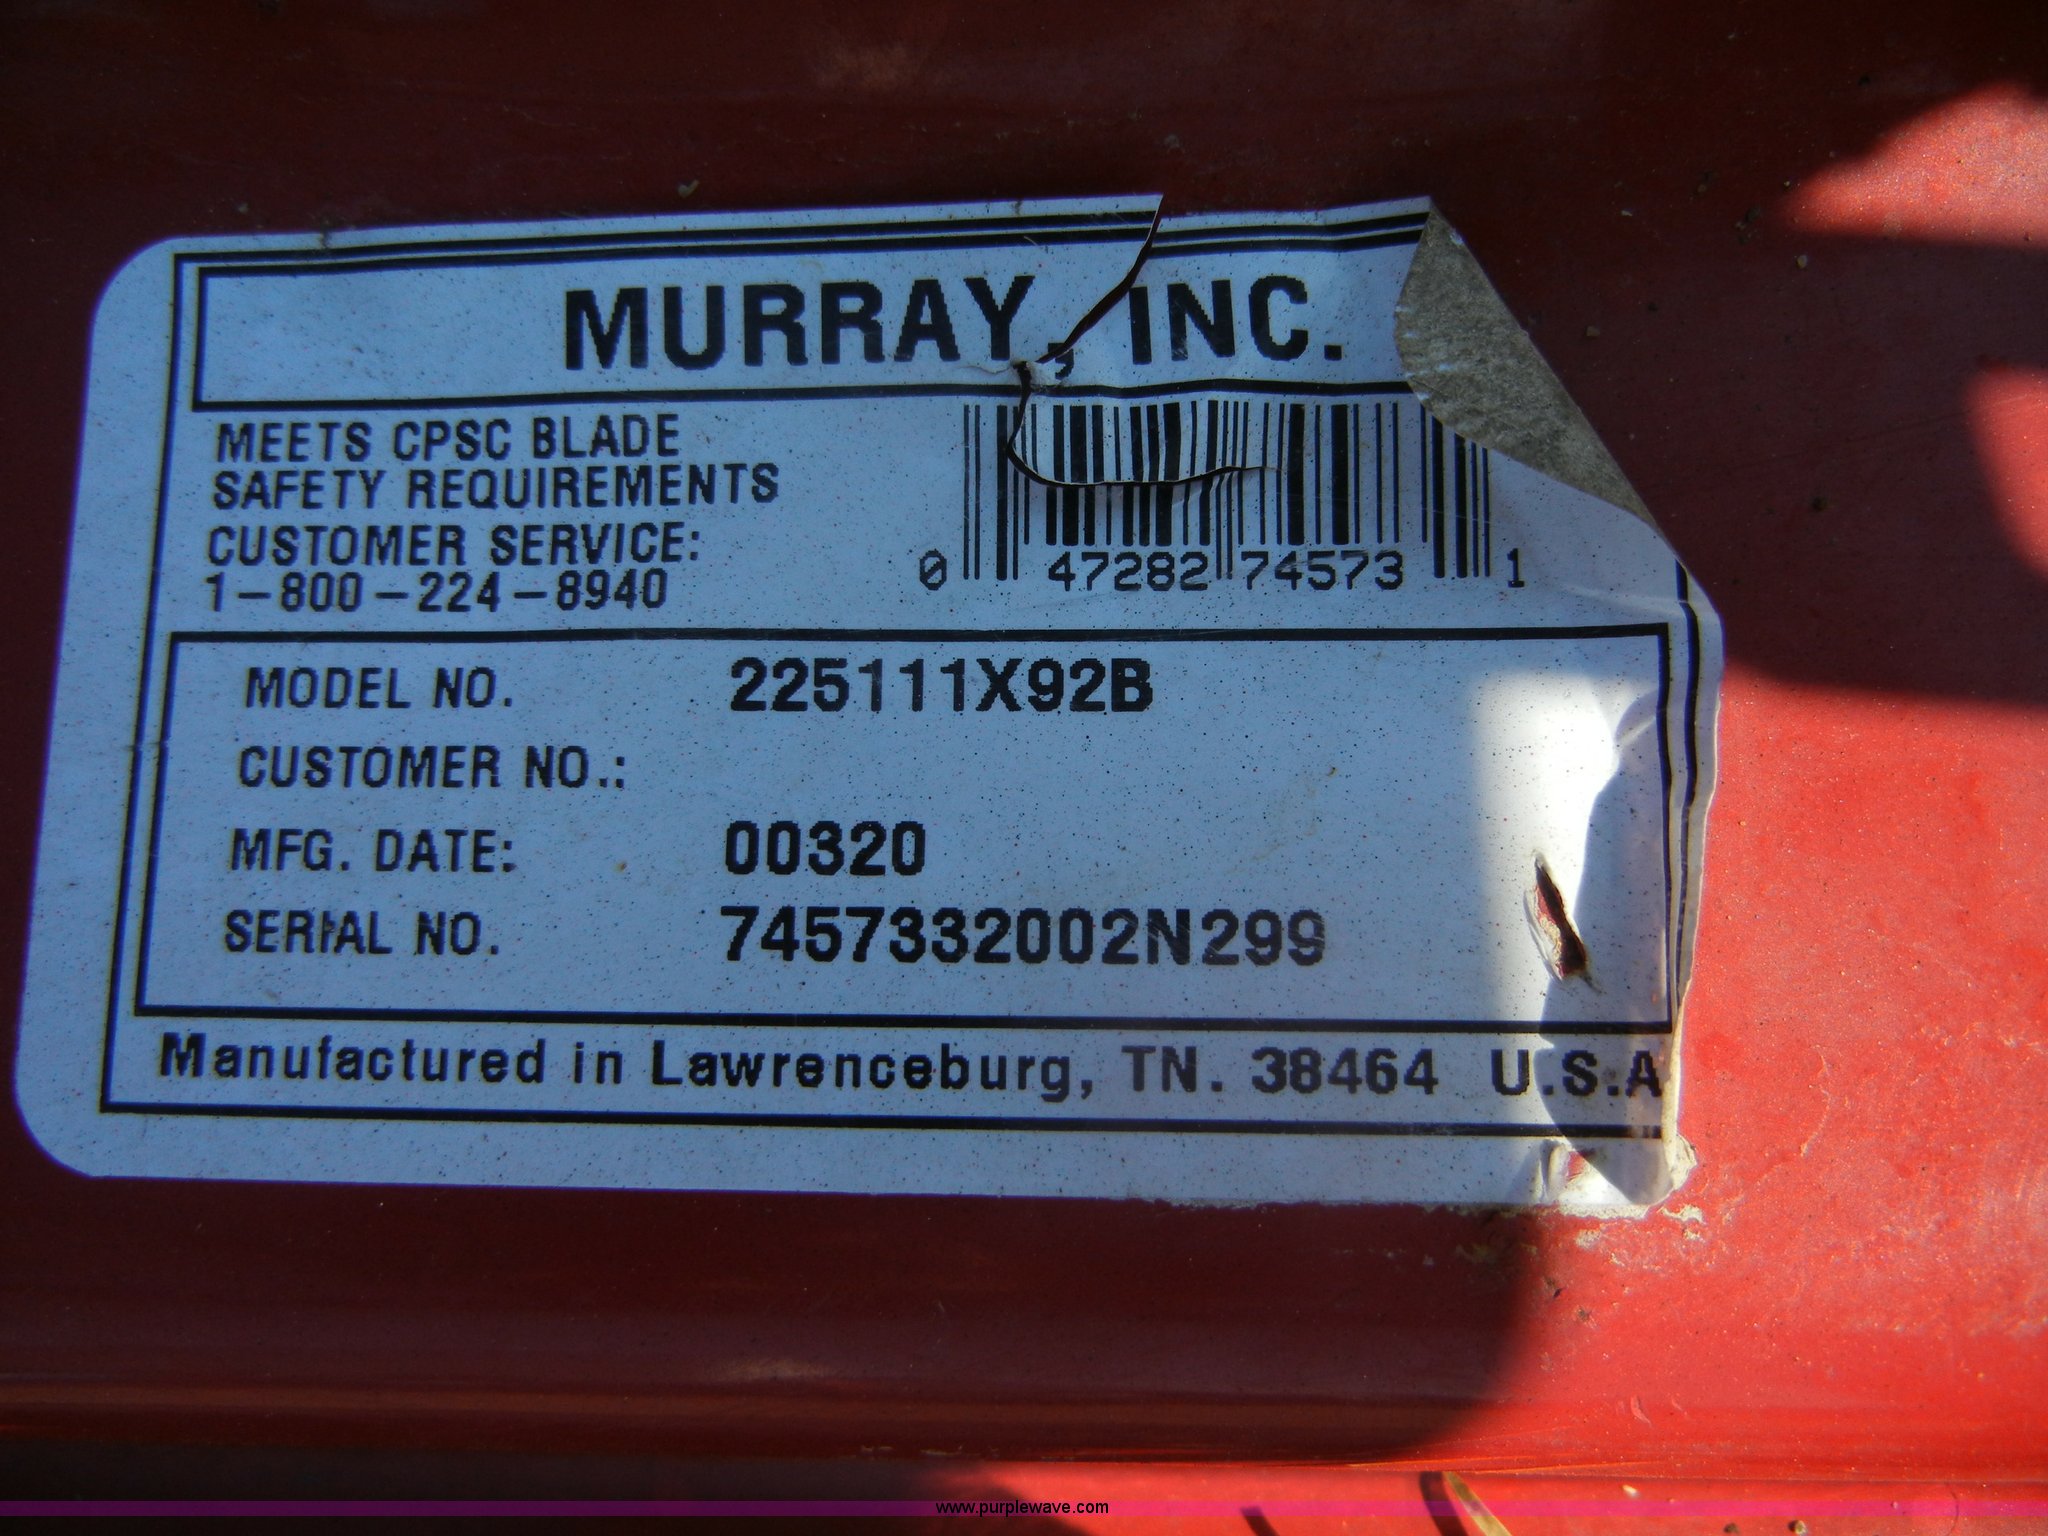 MURRAY, INC.
MEETS CPSC BLADE
SAFETY REQUIREMENTS
CUSTOMER SERVICE:
1-800-224-8940
0 47282 74573 1
MODEL NO. 225111X92B
CUSTOMER NO.:
MFG. DATE: 00320
SERIAL NO. 7457332002N299
Manufactured in Lawrenceburg, TN. 38464 U.S.A
www.purplewave.com